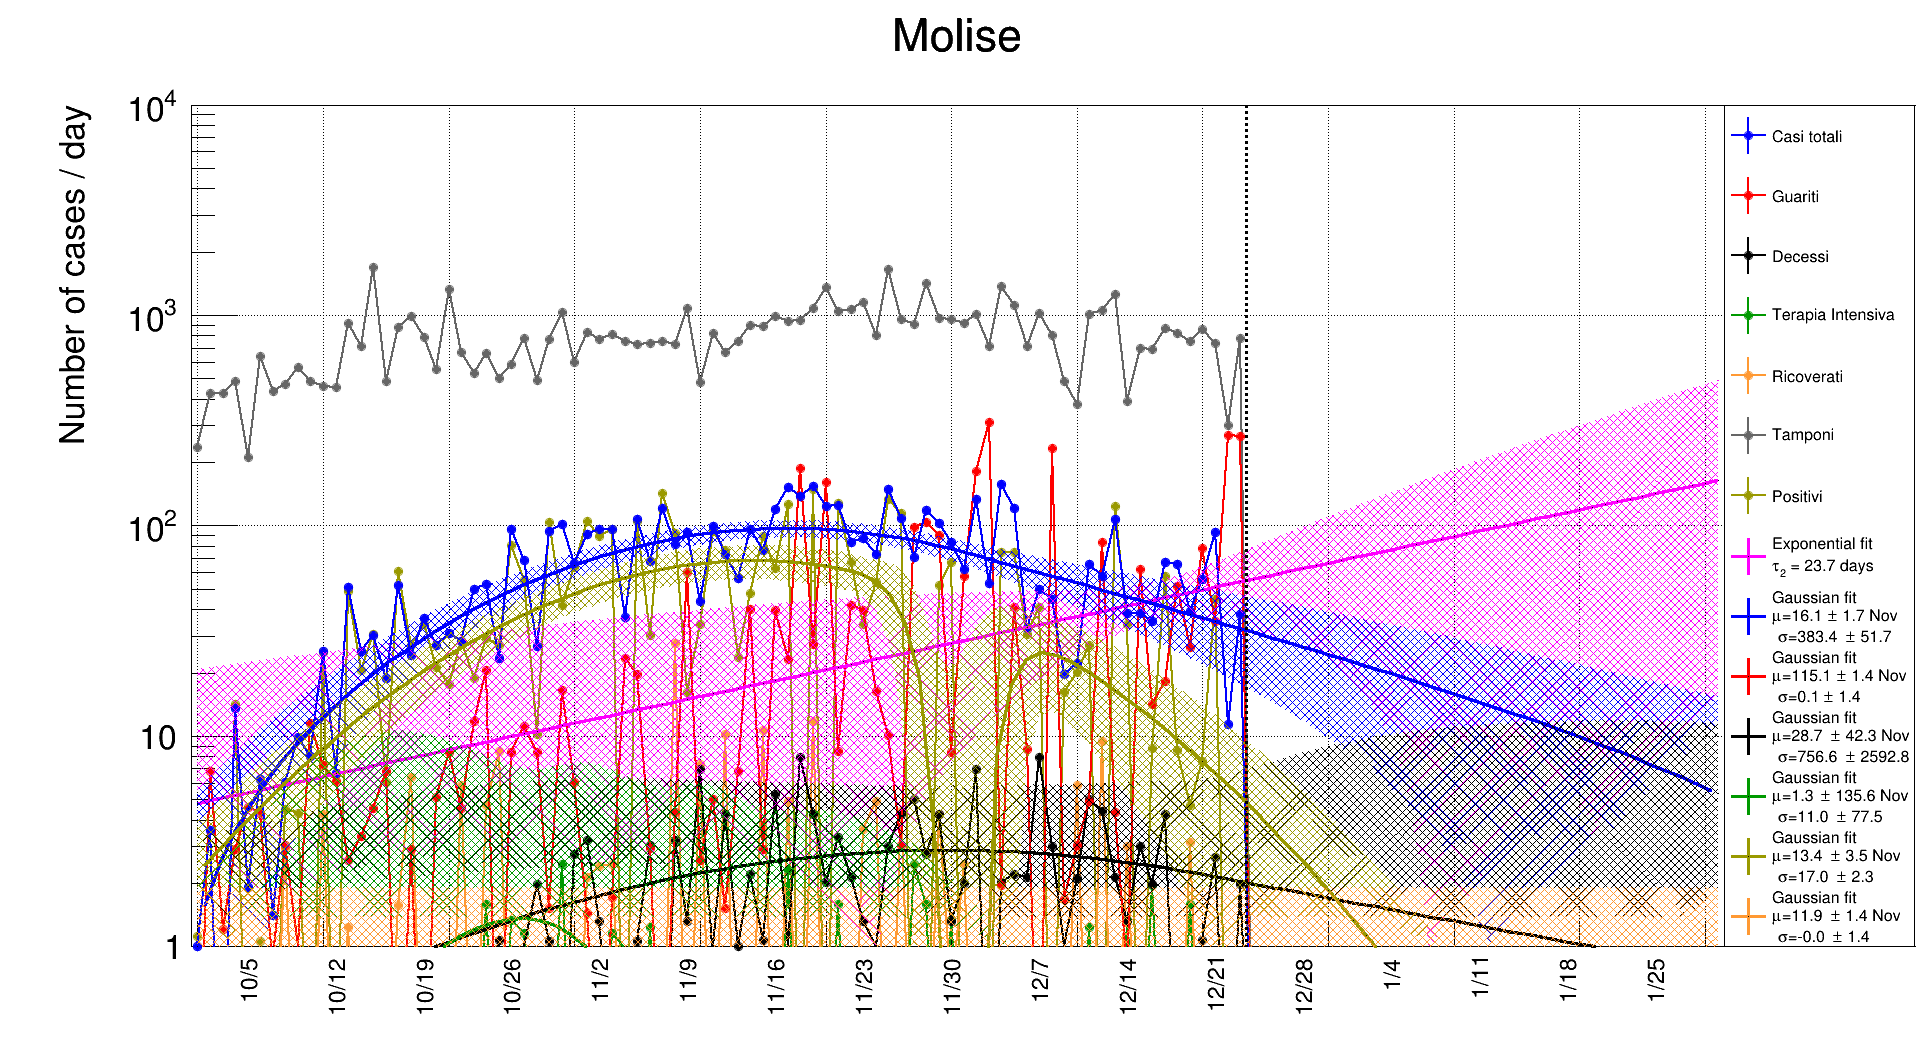 Molise
Number of cases / day
10⁴
10³
10²
10
1
10/5
10/12
10/19
10/26
11/2
11/9
11/16
11/23
11/30
12/7
12/14
12/21
12/28
1/4
1/11
1/18
1/25
Casi totali
Guariti
Decessi
Terapia Intensiva
Ricoverati
Tamponi
Positivi
Exponential fit
τ₂ = 23.7 days
Gaussian fit
μ=16.1 ± 1.7 Nov
σ=383.4 ± 51.7
Gaussian fit
μ=115.1 ± 1.4 Nov
σ=0.1 ± 1.4
Gaussian fit
μ=28.7 ± 42.3 Nov
σ=756.6 ± 2592.8
Gaussian fit
μ=1.3 ± 135.6 Nov
σ=11.0 ± 77.5
Gaussian fit
μ=13.4 ± 3.5 Nov
σ=17.0 ± 2.3
Gaussian fit
μ=11.9 ± 1.4 Nov
σ=-0.0 ± 1.4